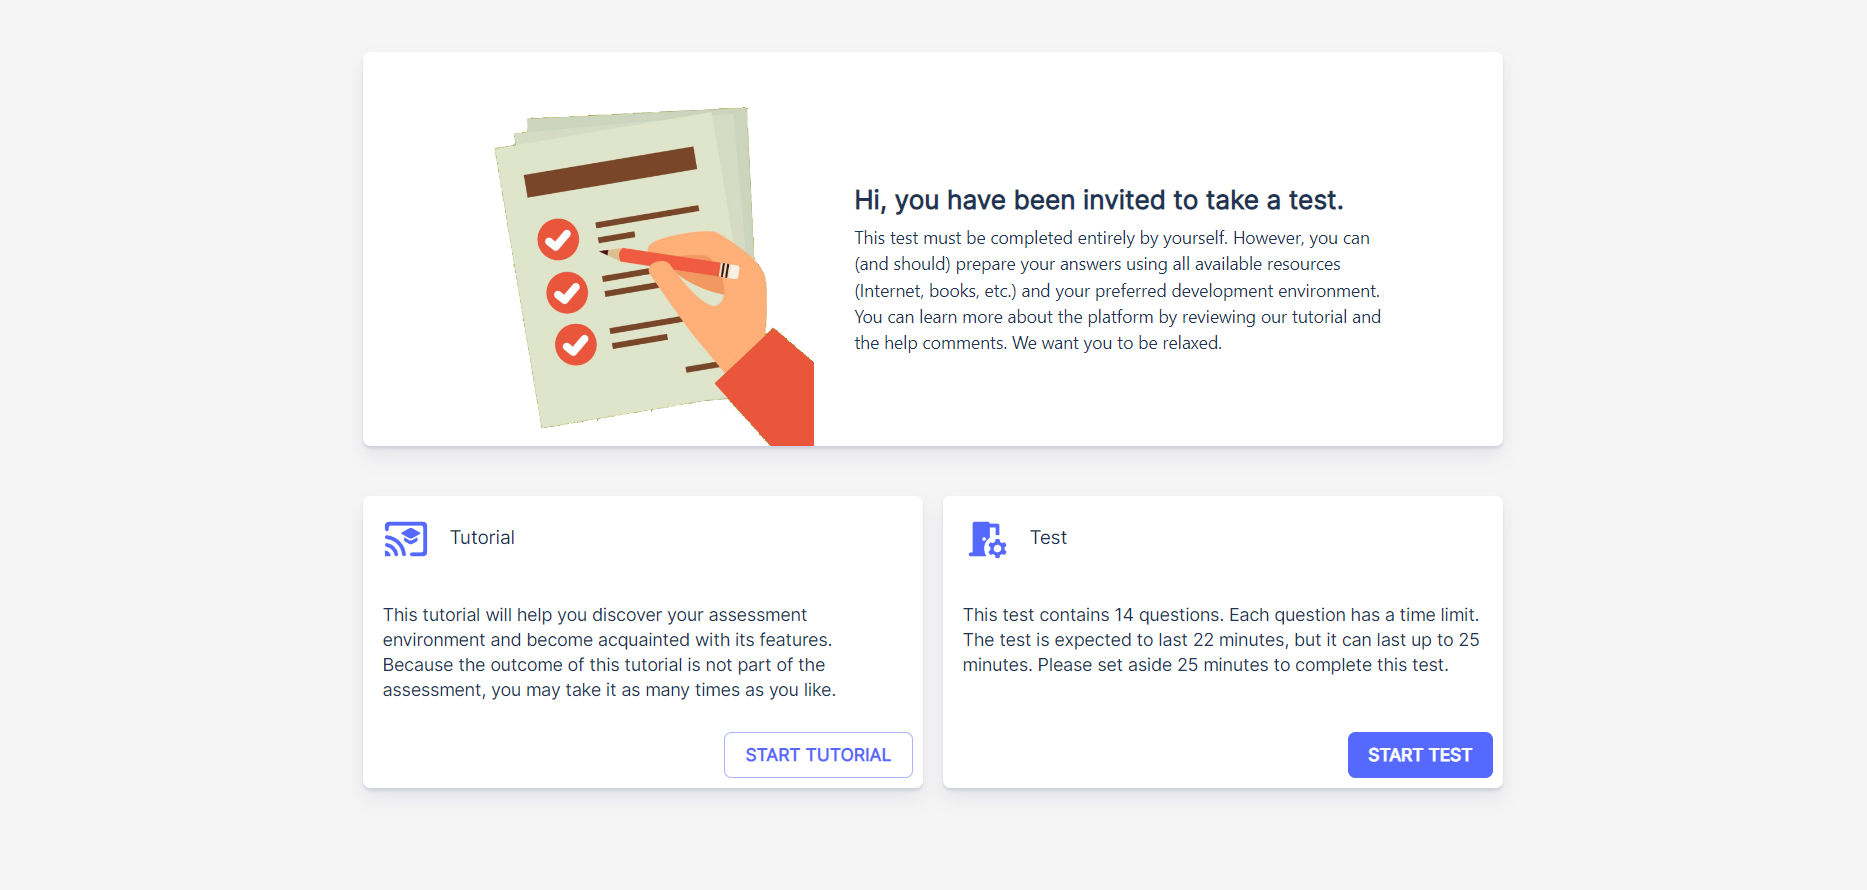 Hi, you have been invited to take a test.
This test must be completed entirely by yourself. However, you can
(and should) prepare your answers using all available resources
(Internet, books, etc.) and your preferred development environment.
You can learn more about the platform by reviewing our tutorial and
the help comments. We want you to be relaxed.
Tutorial
This tutorial will help you discover your assessment
environment and become acquainted with its features.
Because the outcome of this tutorial is not part of the
assessment, you may take it as many times as you like.
START TUTORIAL
Test
This test contains 14 questions. Each question has a time limit.
The test is expected to last 22 minutes, but it can last up to 25
minutes. Please set aside 25 minutes to complete this test.
START TEST